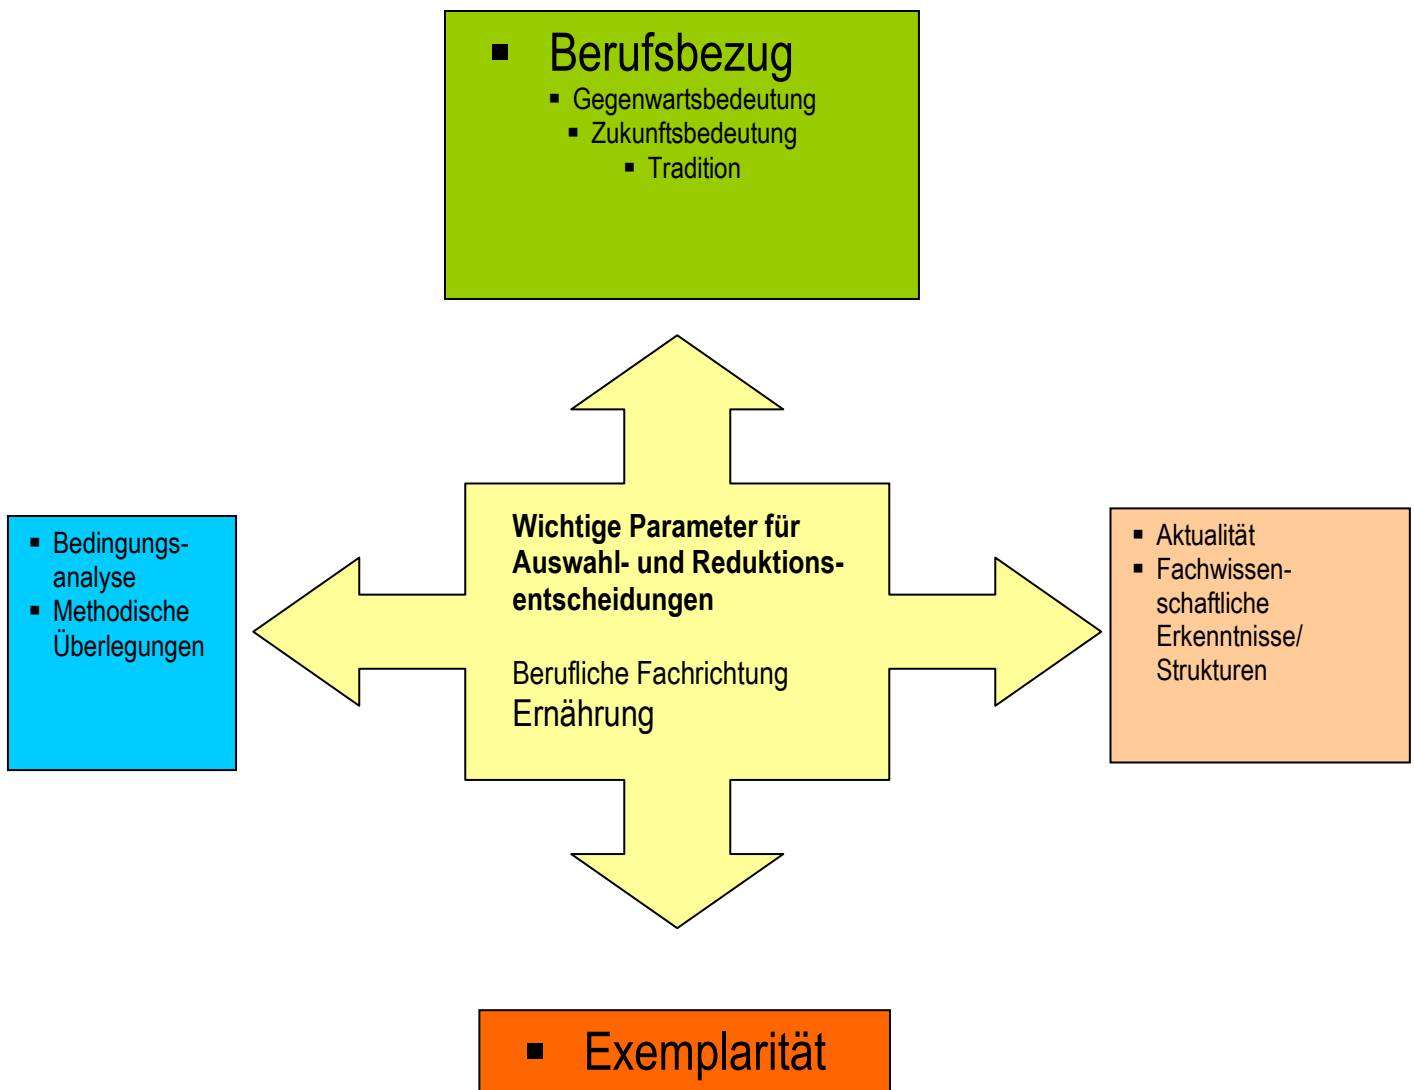 ▪ Berufsbezug
▪ Gegenwartsbedeutung
▪ Zukunftsbedeutung
▪ Tradition
▪ Bedingungs-
analyse
▪ Methodische
Überlegungen
Wichtige Parameter für
Auswahl- und Reduktions-
entscheidungen
Berufliche Fachrichtung
Ernährung
▪ Aktualität
▪ Fachwissen-
schaftliche
Erkenntnisse/
Strukturen
▪ Exemplarität